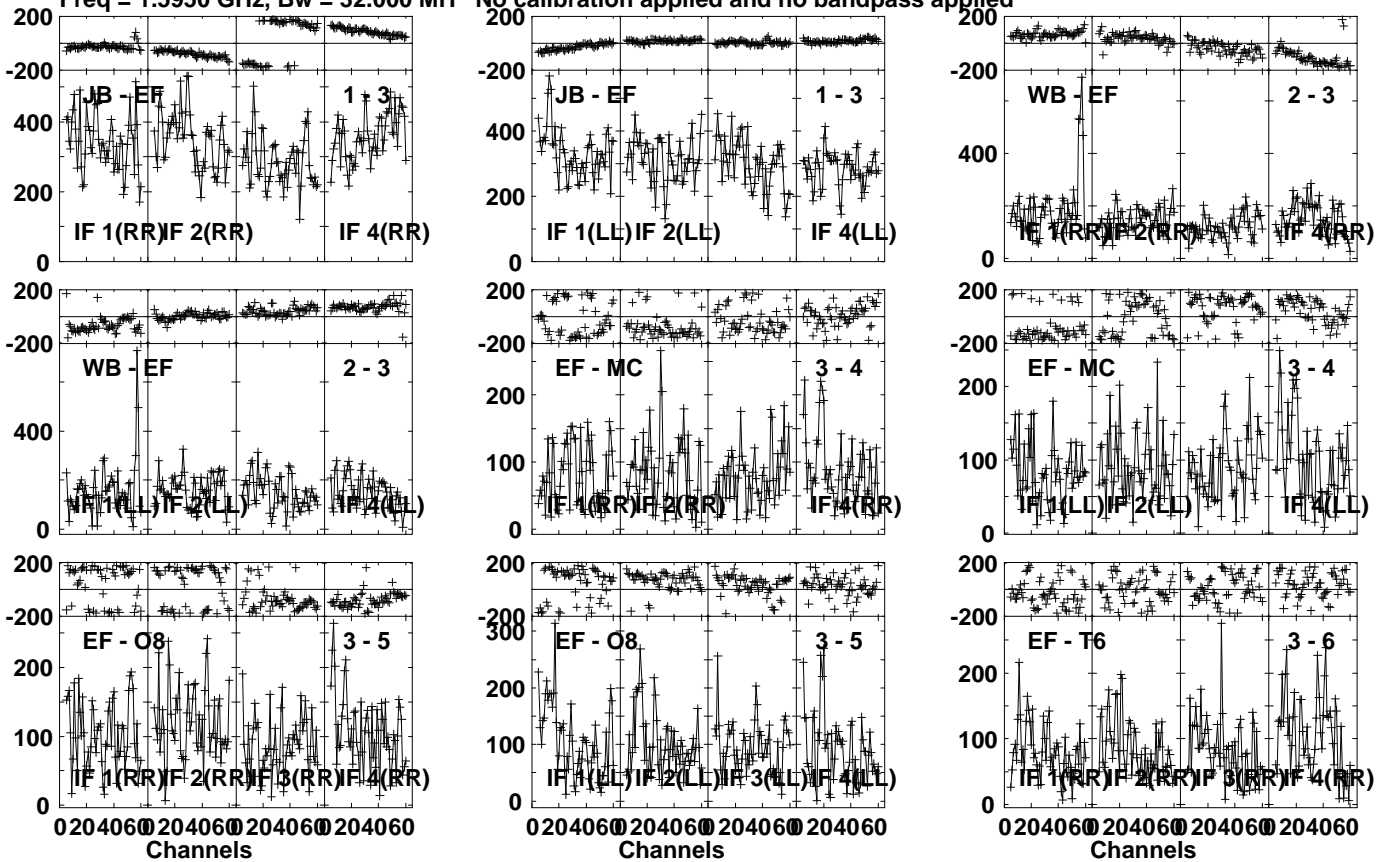 Freq = 1.5950 GHz, Bw = 32.000 MH No calibration applied and no bandpass applied
200
-200
JB - EF 1 - 3
400
200
0
IF 1(RR) IF 2(RR) IF 4(RR)
JB - EF 1 - 3
600
400
200
0
IF 1(LL) IF 2(LL) IF 4(LL)
200
-200
WB - EF 2 - 3
400
0
IF 1(RR) IF 2(RR) IF 4(RR)
200
-200
WB - EF 2 - 3
400
0
IF 1(LL) IF 2(LL) IF 4(LL)
200
-200
EF - MC 3 - 4
200
100
0
IF 1(RR) IF 2(RR) IF 4(RR)
200
-200
EF - MC 3 - 4
200
100
0
IF 1(LL) IF 2(LL) IF 4(LL)
200
-200
EF - O8 3 - 5
200
100
0
IF 1(RR) IF 2(RR) IF 3(RR) IF 4(RR)
0 20 40 60 0 20 40 60 0 20 40 60 0 20 40 60
Channels
200
-200
300
EF - O8 3 - 5
200
100
0
IF 1(LL) IF 2(LL) IF 3(LL) IF 4(LL)
0 20 40 60 0 20 40 60 0 20 40 60 0 20 40 60
Channels
200
-200
EF - T6 3 - 6
200
100
0
IF 1(RR) IF 2(RR) IF 3(RR) IF 4(RR)
0 20 40 60 0 20 40 60 0 20 40 60 0 20 40 60
Channels